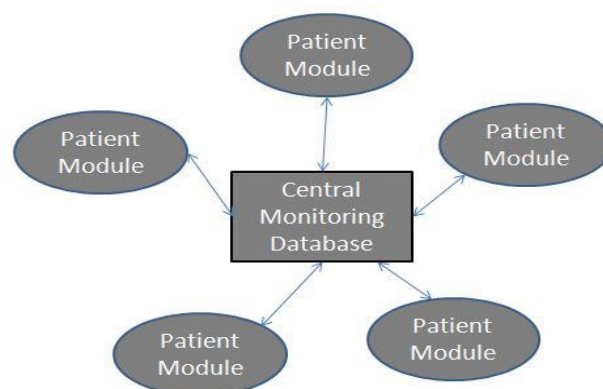 Patient
Module
Patient
Module
Patient
Module
Central
Monitoring
Database
Patient
Module
Patient
Module